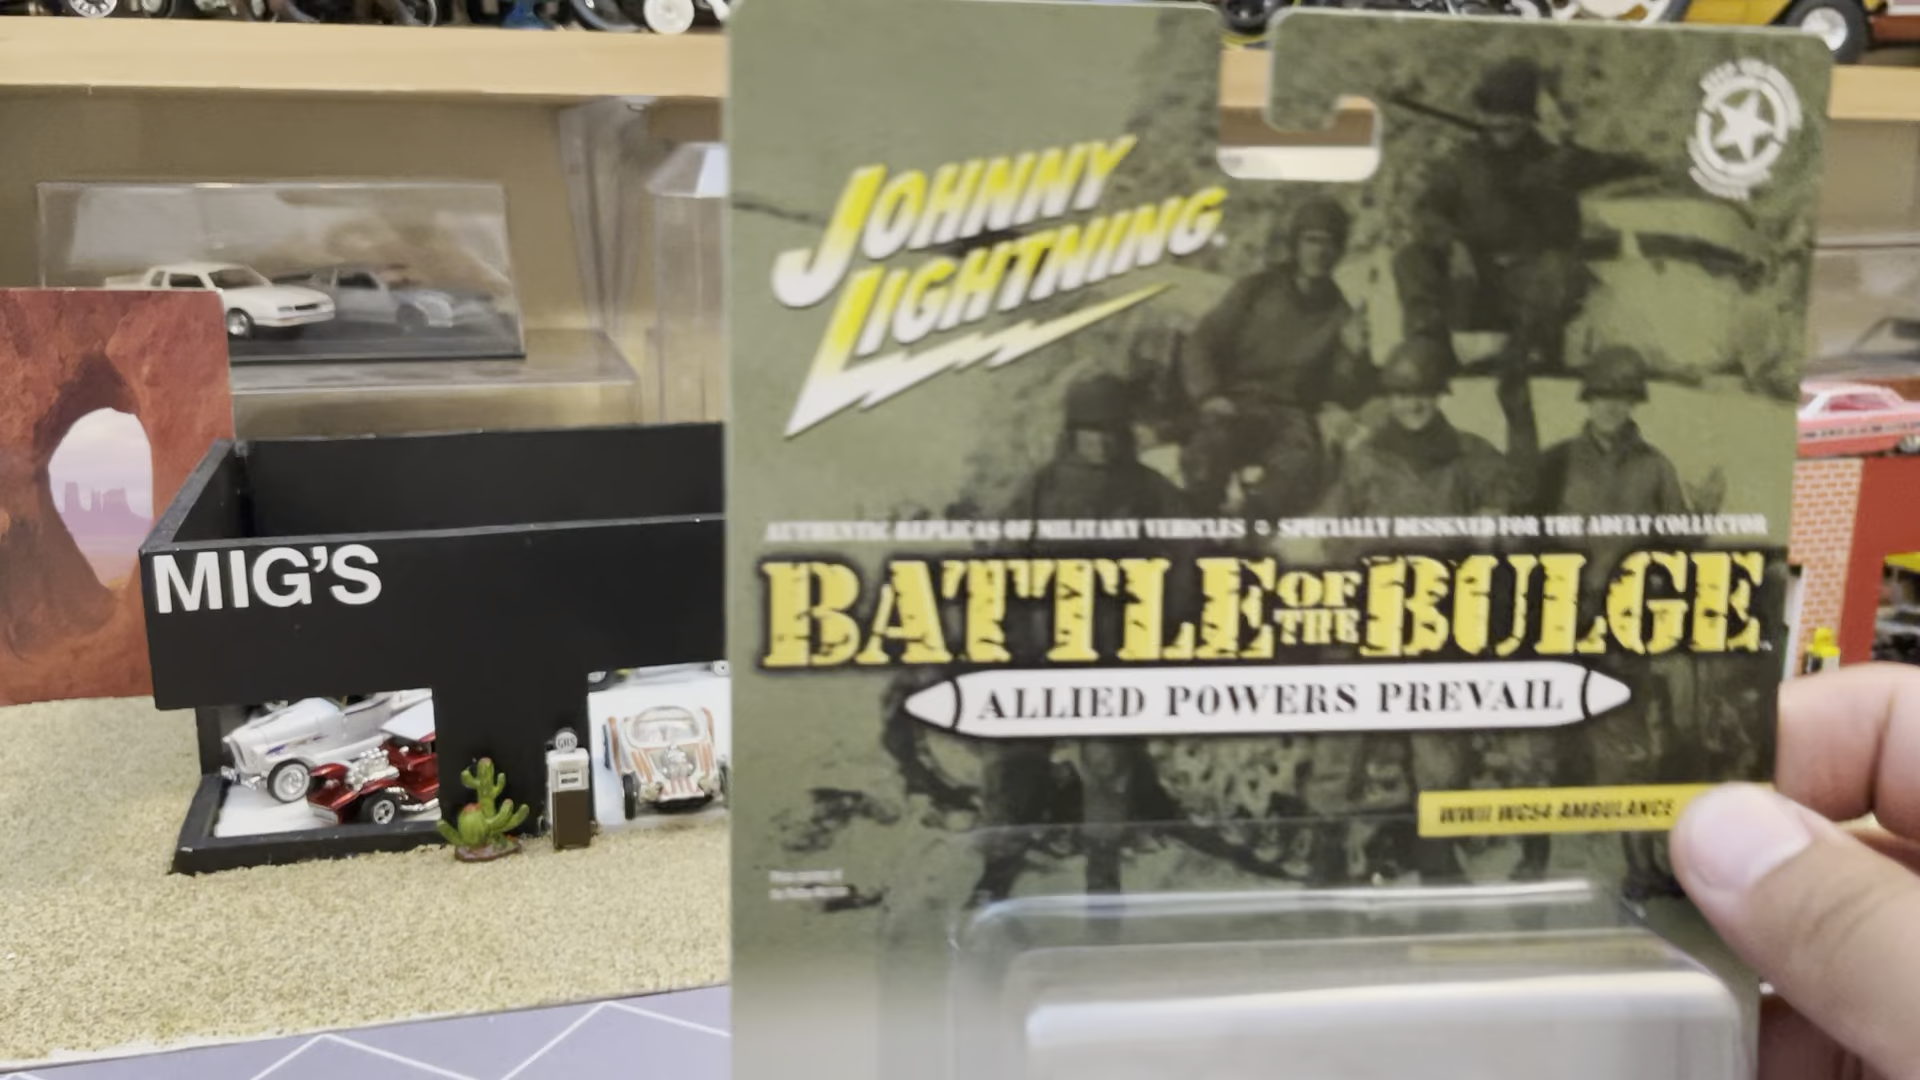 JOHNNY
LIGHTNING
AUTHENTIC REPLICAS OF MILITARY VEHICLES ✪ SPECIALLY DESIGNED FOR THE ADULT COLLECTOR
BATTLE OF THE BULGE
ALLIED POWERS PREVAIL
WWII WC54 AMBULANCE
MIG'S
GAS